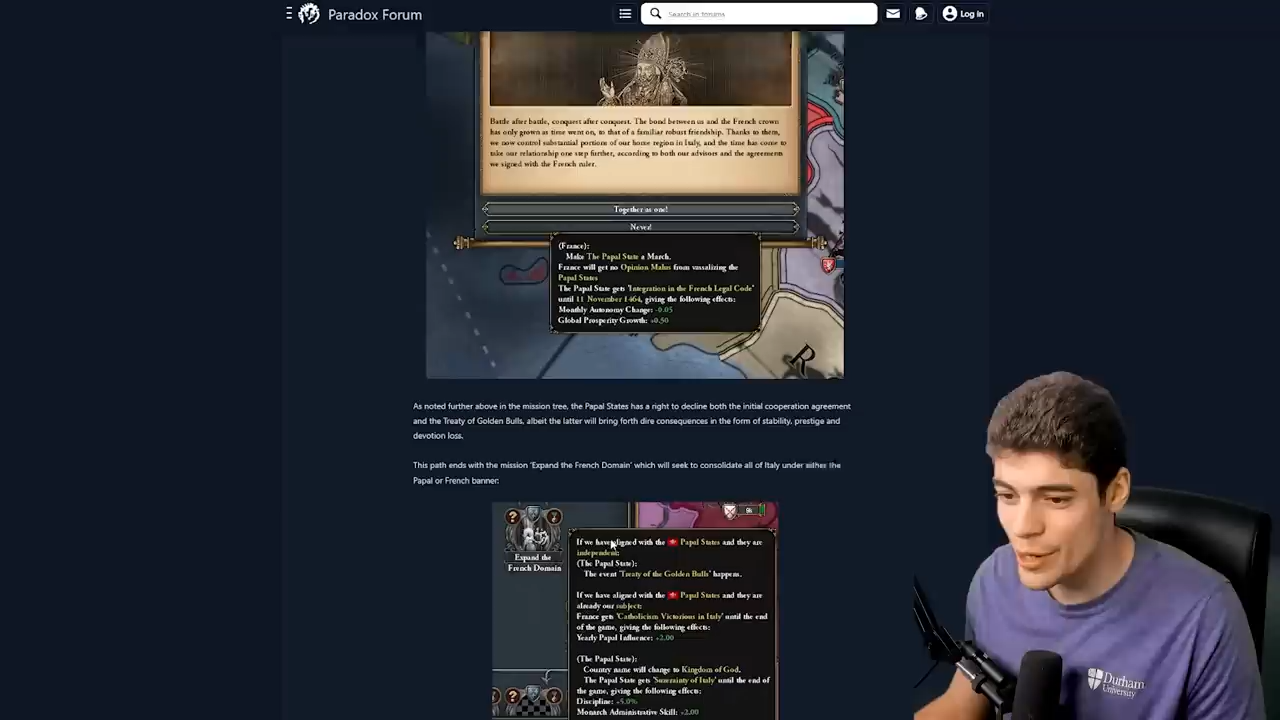 Paradox Forum
Search in forums
Log in
Battle after battle, conquest after conquest. The bond between us and the French crown
has only grown as time went on, to that of a familiar robust friendship. Thanks to them,
we now control substantial portions of our home region in Italy, and the time has come to
take our relationship one step further, according to both our advisors and the agreements
we signed with the French ruler.
Together as one!
Never!
(France):
Make The Papal State a March.
France will get no Opinion Malus from vassalizing the
Papal States
The Papal State gets 'Integration in the French Legal Code'
until 11 November 1464, giving the following effects:
Monthly Autonomy Change: -0.05
Global Prosperity Growth: +0.50
R
As noted further above in the mission tree, the Papal States has a right to decline both the initial cooperation agreement
and the Treaty of Golden Bulls, albeit the latter will bring forth dire consequences in the form of stability, prestige and
devotion loss.
This path ends with the mission 'Expand the French Domain' which will seek to consolidate all of Italy under either the
Papal or French banner:
Expand the
French Domain
If we have aligned with the Papal States and they are
independent:
(The Papal State):
The event 'Treaty of the Golden Bulls' happens.
If we have aligned with the Papal States and they are
already our subject:
France gets 'Catholicism Victorious in Italy' until the end
of the game, giving the following effects:
Yearly Papal Influence: +2.00
(The Papal State):
Country name will change to Kingdom of God.
The Papal State gets 'Suzerainty of Italy' until the end of
the game, giving the following effects:
Discipline: +5.0%
Monarch Administrative Skill: +2.00
Durham
University